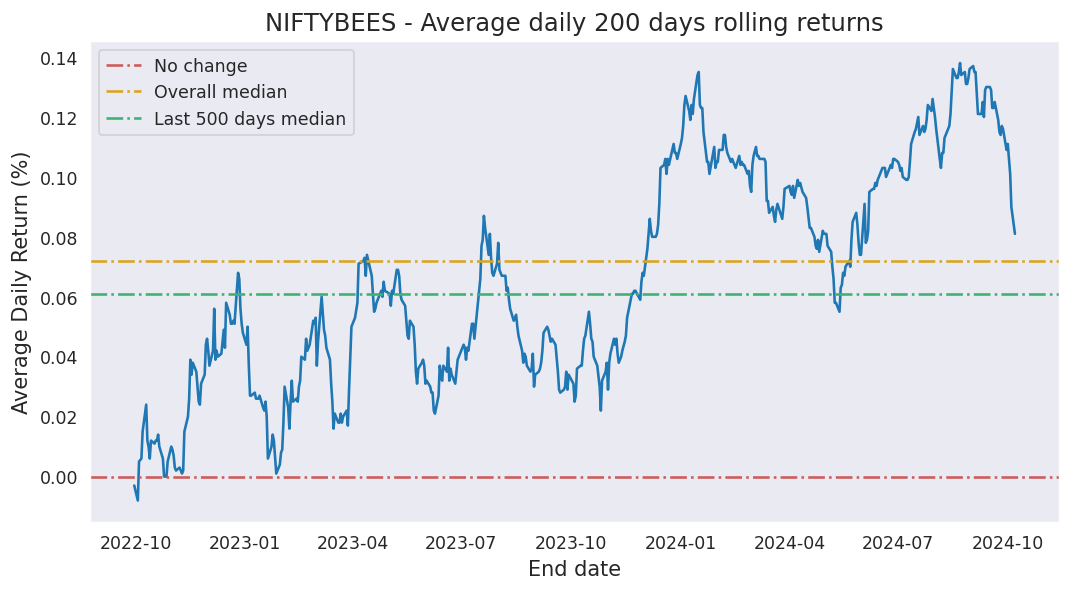 NIFTYBEES - Average daily 200 days rolling returns
No change
Overall median
Last 500 days median
Average Daily Return (%)
0.14
0.12
0.10
0.08
0.06
0.04
0.02
0.00
2022-10 2023-01 2023-04 2023-07 2023-10 2024-01 2024-04 2024-07 2024-10
End date